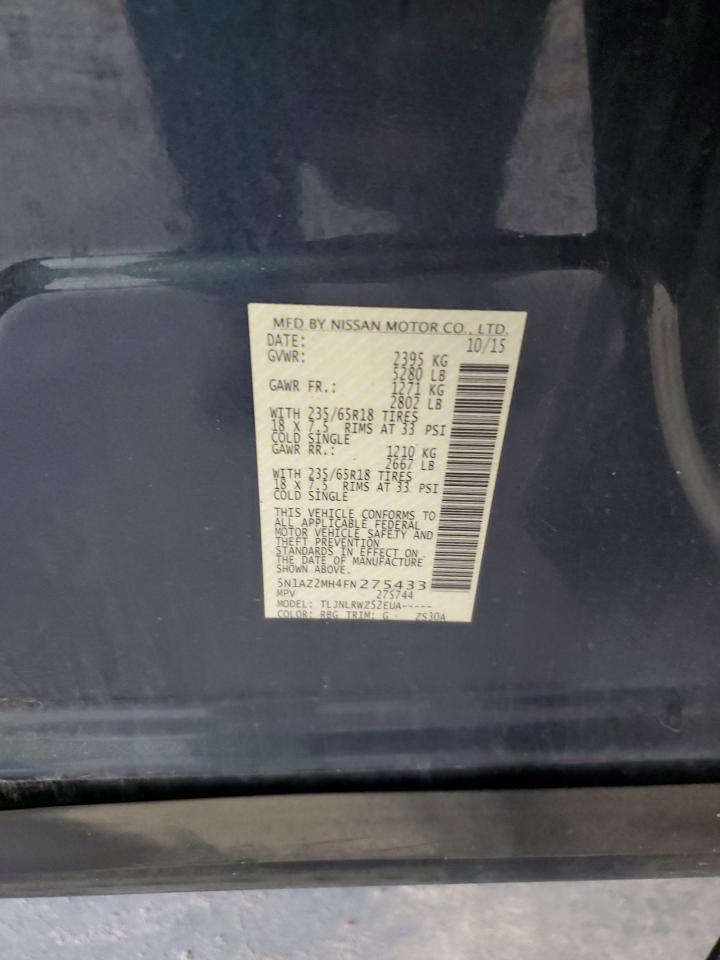 MFD BY NISSAN MOTOR CO., LTD.
DATE: 10/15
GVWR: 2395 KG
5280 LB
GAWR FR.: 1271 KG
2802 LB
WITH 235/65R18 TIRES
18 X 7.5 RIMS AT 33 PSI
COLD SINGLE
GAWR RR.: 1210 KG
2667 LB
WITH 235/65R18 TIRES
18 X 7.5 RIMS AT 33 PSI
COLD SINGLE
THIS VEHICLE CONFORMS TO
ALL APPLICABLE FEDERAL
MOTOR VEHICLE SAFETY AND
THEFT PREVENTION
STANDARDS IN EFFECT ON
THE DATE OF MANUFACTURE
SHOWN ABOVE.
5N1AZ2MH4FN275433
MPV 275744
MODEL: TLJNLRWZ52EUA-----
COLOR: RBG TRIM: G - ZS30A